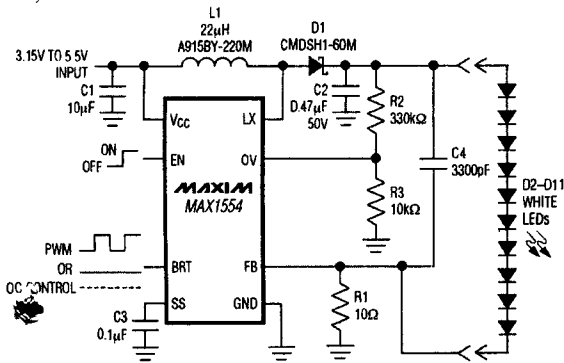 L1
22μH
A915BY-220M
D1
CMDSH1-60M
3.15V TO 5.5V
INPUT
C1
10μF
C2
0.47μF
50V
R2
330kΩ
VCC
LX
C4
3300pF
ON
OFF
EN
OV
MAXIM
MAX1554
R3
10kΩ
D2–D11
WHITE
LEDs
PWM
OR
OC CONTROL
BRT
FB
SS
GND
C3
0.1μF
R1
10Ω